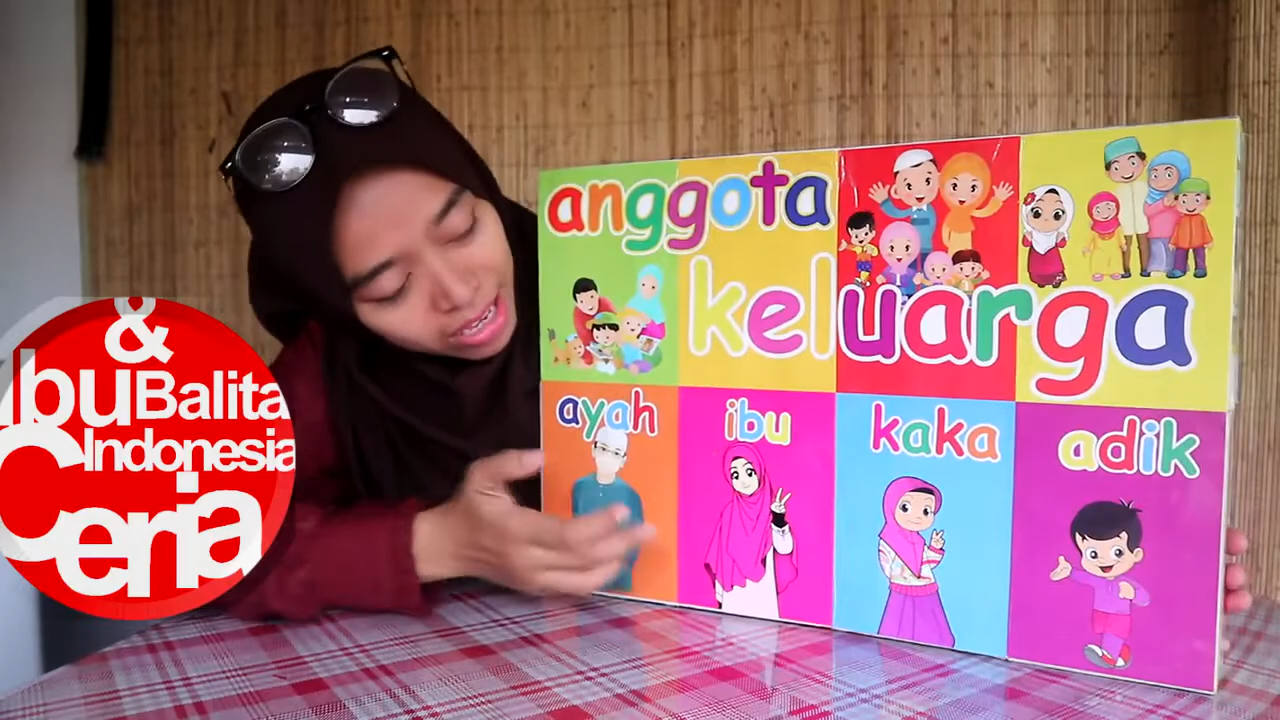 anggota
keluarga
ayah
ibu
kaka
adik
&
Ibu Balita
Indonesia
Ceria